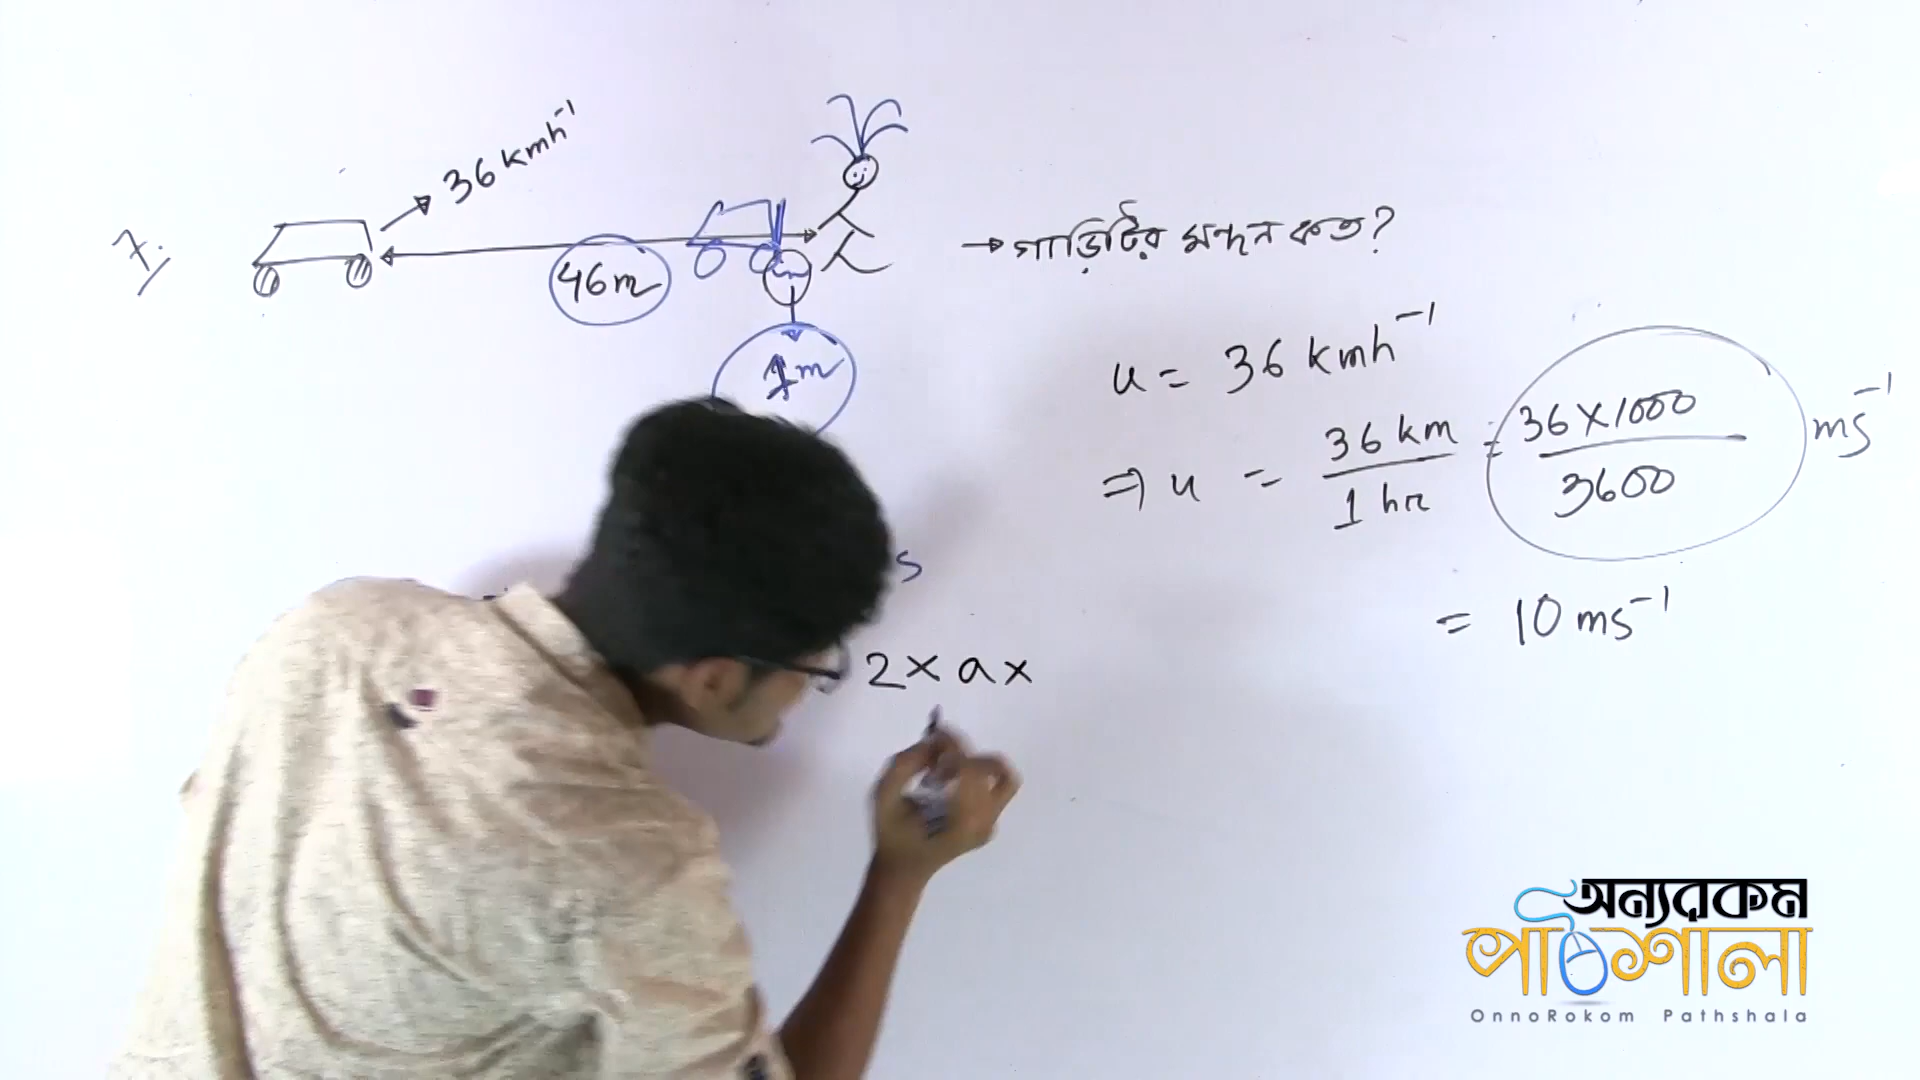 7.
36 kmh⁻¹
46m
1m
→ গাড়িটির মন্দন কত?
u = 36 kmh⁻¹
⇒ u = 36 km / 1 hr = 36×1000 / 3600 ms⁻¹
= 10 ms⁻¹
s
2 × a ×
অন্যরকম
পাঠশালা
OnnoRokom Pathshala